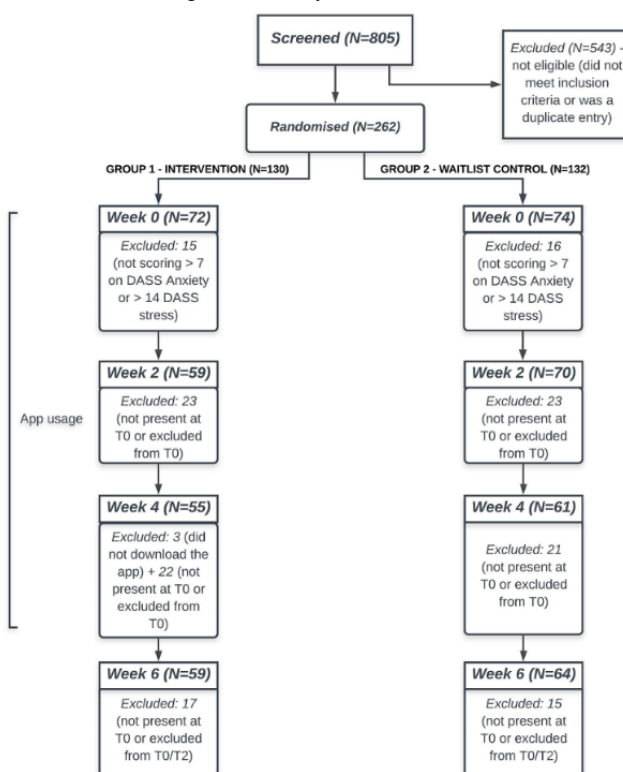 Screened (N=805)
Excluded (N=543) -
not eligible (did not
meet inclusion
criteria or was a
duplicate entry)
Randomised (N=262)
GROUP 1 - INTERVENTION (N=130)
GROUP 2 - WAITLIST CONTROL (N=132)
Week 0 (N=72)
Excluded: 15
(not scoring > 7
on DASS Anxiety
or > 14 DASS
stress)
Week 0 (N=74)
Excluded: 16
(not scoring > 7
on DASS Anxiety
or > 14 DASS
stress)
Week 2 (N=59)
Excluded: 23
(not present at
T0 or excluded
from T0)
Week 2 (N=70)
Excluded: 23
(not present at
T0 or excluded
from T0)
App usage
Week 4 (N=55)
Excluded: 3 (did
not download the
app) + 22 (not
present at T0 or
excluded from
T0)
Week 4 (N=61)
Excluded: 21
(not present at
T0 or excluded
from T0)
Week 6 (N=59)
Excluded: 17
(not present at
T0 or excluded
from T0/T2)
Week 6 (N=64)
Excluded: 15
(not present at
T0 or excluded
from T0/T2)